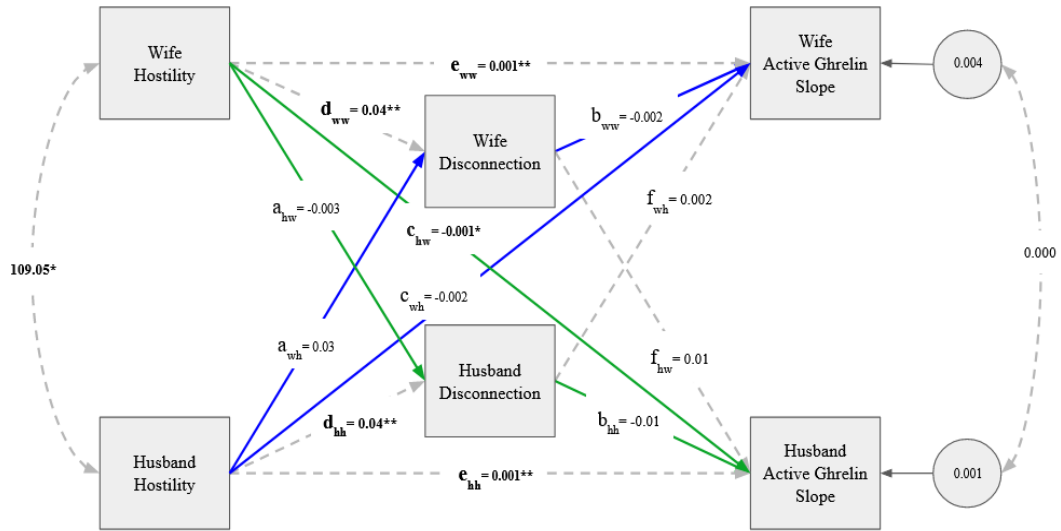 Wife
Hostility
Wife
Active Ghrelin
Slope
0.004
e_ww = 0.001**
d_ww = 0.04**
Wife
Disconnection
b_ww = -0.002
a_hw = -0.003
f_wh = 0.002
c_hw = -0.001*
109.05*
0.000
c_wh = -0.002
a_wh = 0.03
Husband
Disconnection
f_hw = 0.01
d_hh = 0.04**
b_hh = -0.01
Husband
Hostility
e_hh = 0.001**
Husband
Active Ghrelin
Slope
0.001